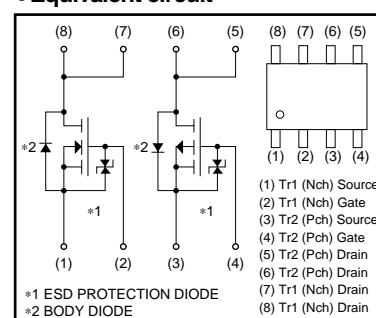 Equivalent circuit
(8) (7) (6) (5)
(8) (7) (6) (5)
∗2 ∗2
∗1 ∗1
(1) (2) (3) (4)
(1) (2) (3) (4)
(1) Tr1 (Nch) Source
(2) Tr1 (Nch) Gate
(3) Tr2 (Pch) Source
(4) Tr2 (Pch) Gate
(5) Tr2 (Pch) Drain
(6) Tr2 (Pch) Drain
(7) Tr1 (Nch) Drain
(8) Tr1 (Nch) Drain
∗1 ESD PROTECTION DIODE
∗2 BODY DIODE